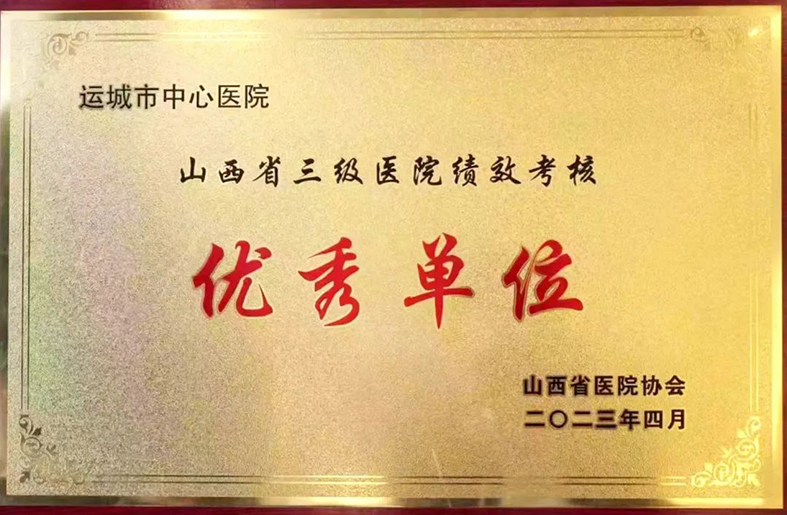 运城市中心医院
山西省三级医院绩效考核
优秀单位
山西省医院协会
二〇二三年四月